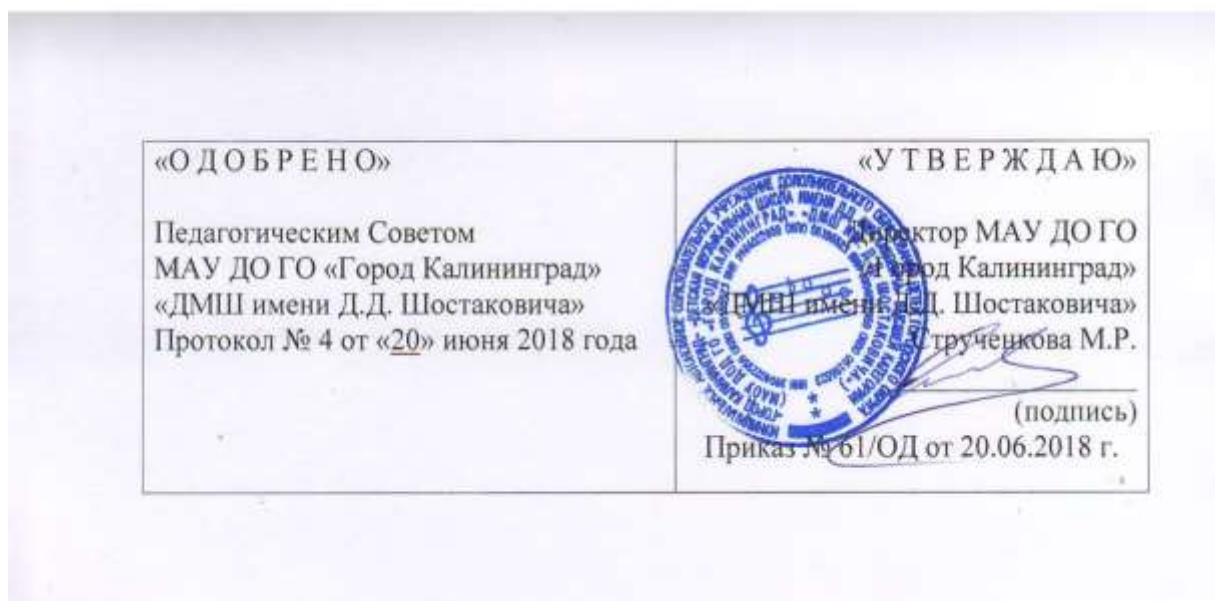 «О Д О Б Р Е Н О»
Педагогическим Советом
МАУ ДО ГО «Город Калининград»
«ДМШ имени Д.Д. Шостаковича»
Протокол № 4 от «20» июня 2018 года
«У Т В Е Р Ж Д А Ю»
Директор МАУ ДО ГО
«Город Калининград»
«ДМШ имени Д.Д. Шостаковича»
Струченкова М.Р.
(подпись)
Приказ № 61/ОД от 20.06.2018 г.